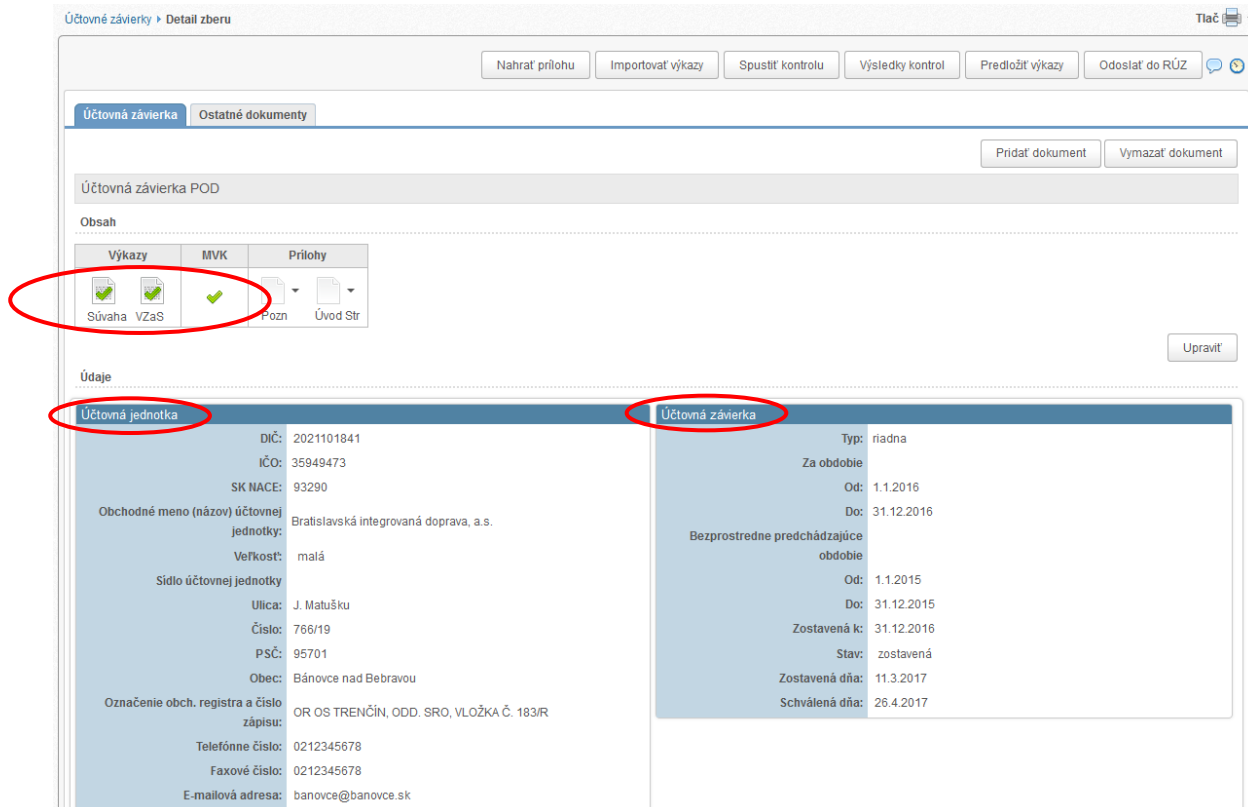 Účtovné závierky ▸ Detail zberu
Tlač
Nahrať prílohu
Importovať výkazy
Spustiť kontrolu
Výsledky kontrol
Predložiť výkazy
Odoslať do RÚZ
Účtovná závierka
Ostatné dokumenty
Pridať dokument
Vymazať dokument
Účtovná závierka POD
Obsah
Výkazy MVK Prílohy
Súvaha VZaS Pozn Úvod Str
Upraviť
Údaje
Účtovná jednotka
DIČ: 2021101841
IČO: 35949473
SK NACE: 93290
Obchodné meno (názov) účtovnej
jednotky: Bratislavská integrovaná doprava, a.s.
Veľkosť: malá
Sídlo účtovnej jednotky
Ulica: J. Matušku
Číslo: 766/19
PSČ: 95701
Obec: Bánovce nad Bebravou
Označenie obch. registra a číslo
zápisu: OR OS TRENČÍN, ODD. SRO, VLOŽKA Č. 183/R
Telefónne číslo: 0212345678
Faxové číslo: 0212345678
E-mailová adresa: banovce@banovce.sk
Účtovná závierka
Typ: riadna
Za obdobie
Od: 1.1.2016
Do: 31.12.2016
Bezprostredne predchádzajúce
obdobie
Od: 1.1.2015
Do: 31.12.2015
Zostavená k: 31.12.2016
Stav: zostavená
Zostavená dňa: 11.3.2017
Schválená dňa: 26.4.2017